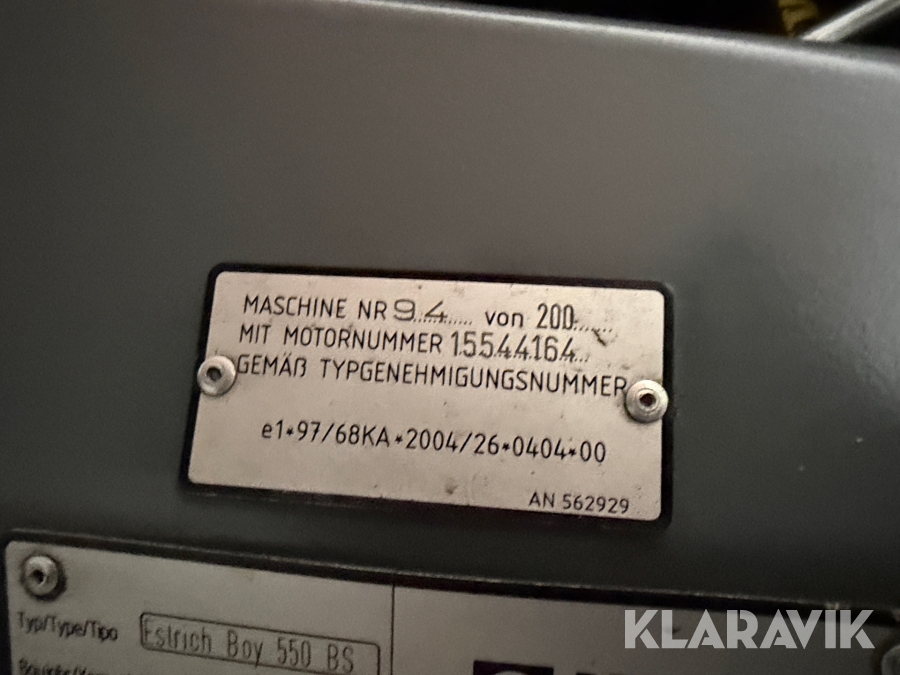 MASCHINE NR 94 von 200
MIT MOTORNUMMER 15544164
GEMÄß TYPGENEHMIGUNGSNUMMER
e1*97/68KA*2004/26*0404*00
AN 562929
Typ/Type/Tipo Estrich Boy 550 BS
KLARAVIK